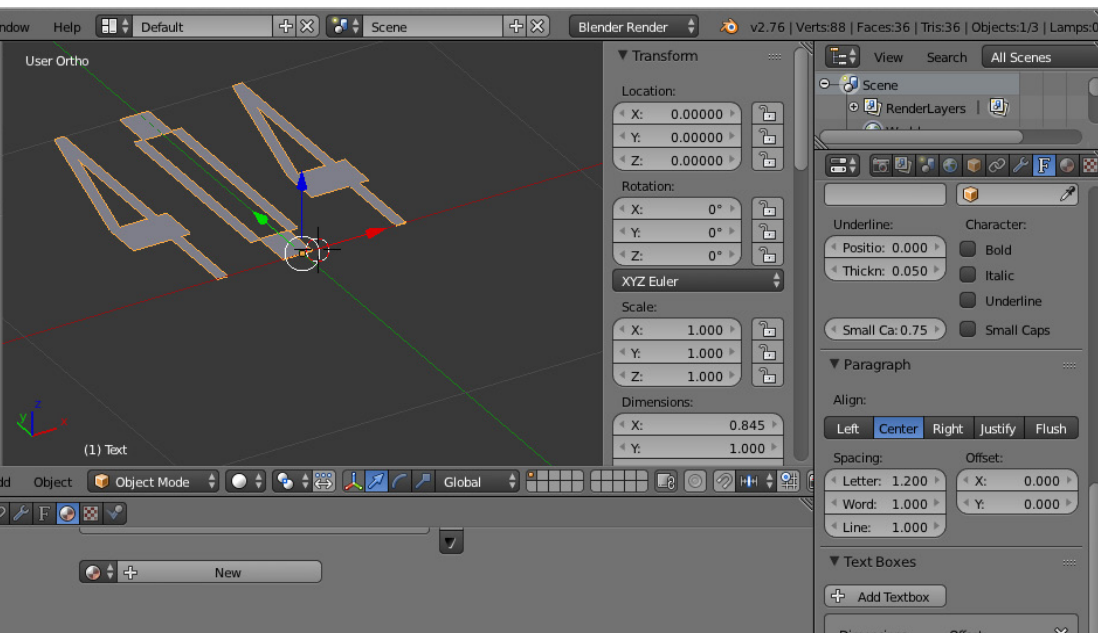 ndow Help Default Scene Blender Render v2.76 | Verts:88 | Faces:36 | Tris:36 | Objects:1/3 | Lamps:0
User Ortho
Transform
Location:
X: 0.00000
Y: 0.00000
Z: 0.00000
Rotation:
X: 0°
Y: 0°
Z: 0°
XYZ Euler
Scale:
X: 1.000
Y: 1.000
Z: 1.000
Dimensions:
X: 0.845
Y: 1.000
404
z
y x
(1) Text
dd Object Object Mode Global
New
View Search All Scenes
Scene
RenderLayers
F
Underline: Character:
Positio: 0.000 Bold
Thickn: 0.050 Italic
Underline
Small Ca: 0.75 Small Caps
Paragraph
Align:
Left Center Right Justify Flush
Spacing: Offset:
Letter: 1.200 X: 0.000
Word: 1.000 Y: 0.000
Line: 1.000
Text Boxes
Add Textbox